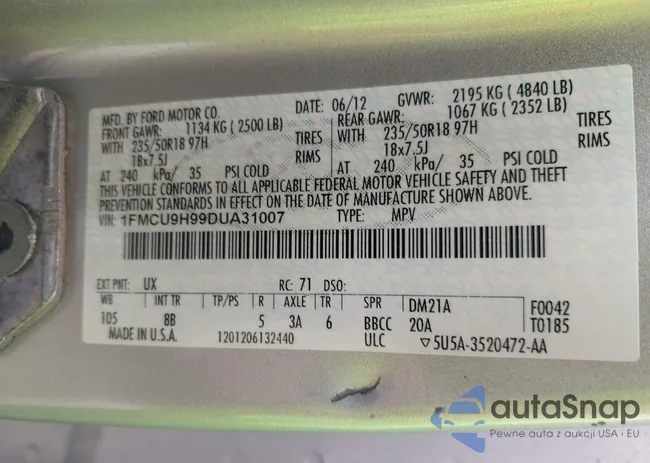 MFD. BY FORD MOTOR CO.
DATE: 06/12 GVWR: 2195 KG ( 4840 LB)
FRONT GAWR: 1134 KG ( 2500 LB) REAR GAWR: 1067 KG ( 2352 LB)
WITH 235/50R18 97H TIRES WITH 235/50R18 97H TIRES
18x7.5J RIMS 18x7.5J RIMS
AT 240 kPa/ 35 PSI COLD AT 240 kPa/ 35 PSI COLD
THIS VEHICLE CONFORMS TO ALL APPLICABLE FEDERAL MOTOR VEHICLE SAFETY AND THEFT
PREVENTION STANDARDS IN EFFECT ON THE DATE OF MANUFACTURE SHOWN ABOVE.
VIN: 1FMCU9H99DUA31007 TYPE: MPV
EXT PNT: UX RC: 71 DSO:
WB INT TR TP/PS R AXLE TR SPR DM21A F0042
105 8B 5 3A 6 BBCC 20A T0185
MADE IN U.S.A. 1201206132440 ULC ▽5U5A-3520472-AA
autaSnap
Pewne auta z aukcji USA i EU